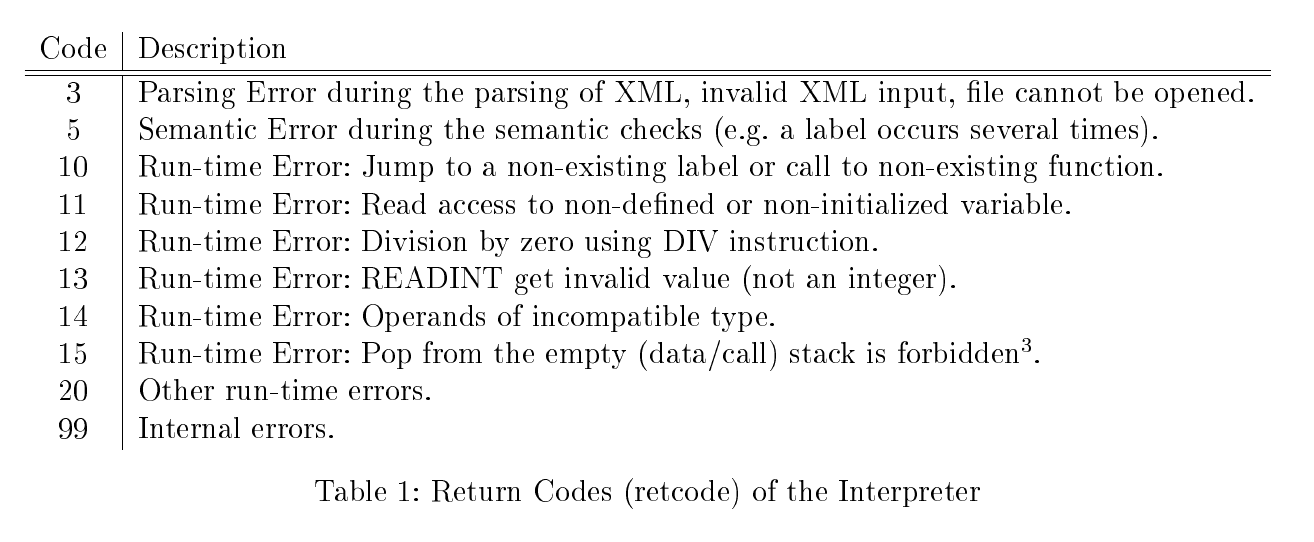 Code Description
3 Parsing Error during the parsing of XML, invalid XML input, file cannot be opened.
5 Semantic Error during the semantic checks (e.g. a label occurs several times).
10 Run-time Error: Jump to a non-existing label or call to non-existing function.
11 Run-time Error: Read access to non-defined or non-initialized variable.
12 Run-time Error: Division by zero using DIV instruction.
13 Run-time Error: READINT get invalid value (not an integer).
14 Run-time Error: Operands of incompatible type.
15 Run-time Error: Pop from the empty (data/call) stack is forbidden³.
20 Other run-time errors.
99 Internal errors.
Table 1: Return Codes (retcode) of the Interpreter